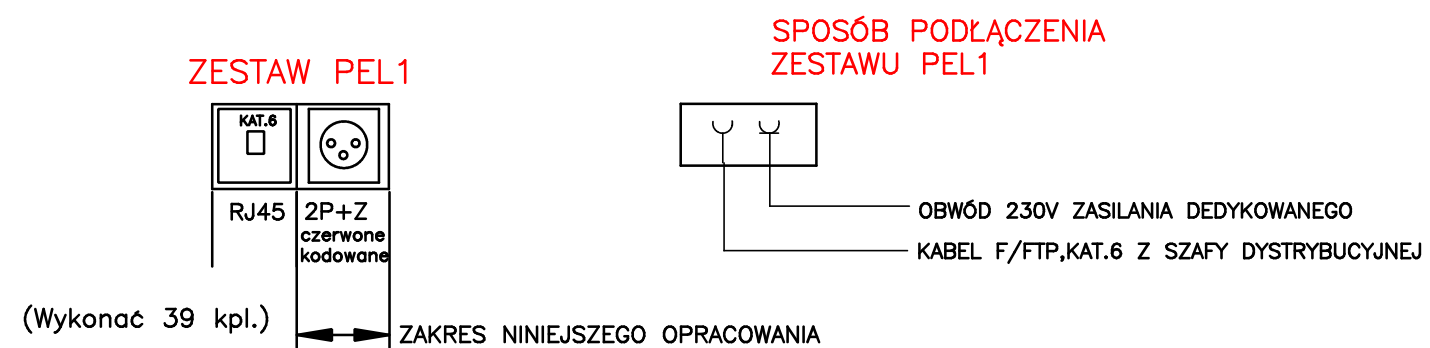 ZESTAW PEL1
KAT.6
RJ45
2P+Z
czerwone
kodowane
(Wykonać 39 kpl.)
ZAKRES NINIEJSZEGO OPRACOWANIA
SPOSÓB PODŁĄCZENIA
ZESTAWU PEL1
OBWÓD 230V ZASILANIA DEDYKOWANEGO
KABEL F/FTP,KAT.6 Z SZAFY DYSTRYBUCYJNEJ